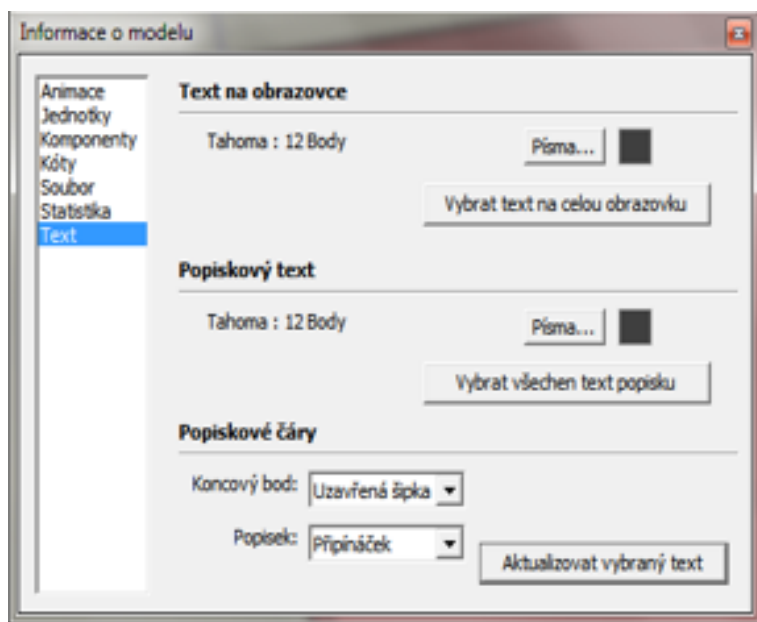 Informace o modelu
Animace
Jednotky
Komponenty
Kóty
Soubor
Statistika
Text
Text na obrazovce
Tahoma : 12 Body
Písma...
Vybrat text na celou obrazovku
Popiskový text
Tahoma : 12 Body
Písma...
Vybrat všechen text popisku
Popiskové čáry
Koncový bod: Uzavřená šipka
Popisek: Připínáček
Aktualizovat vybraný text